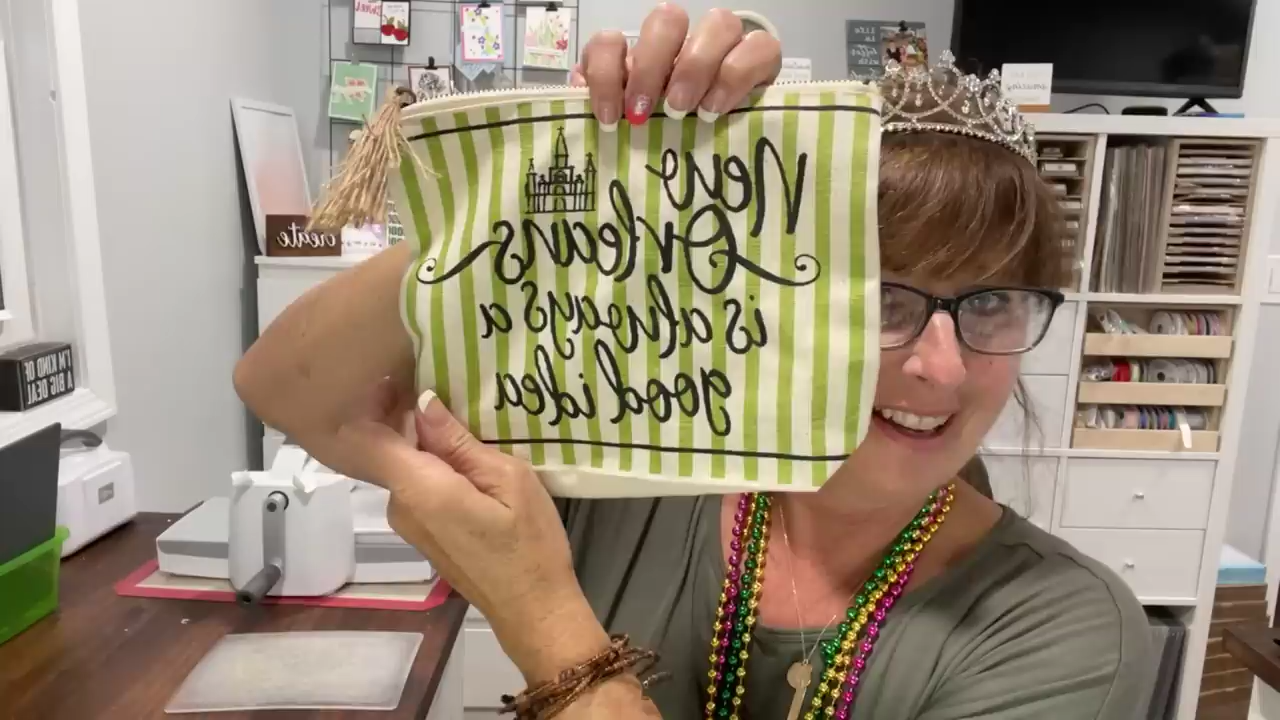 New
Orleans
is always a
good idea
create
I'M KIND OF
A BIG DEAL